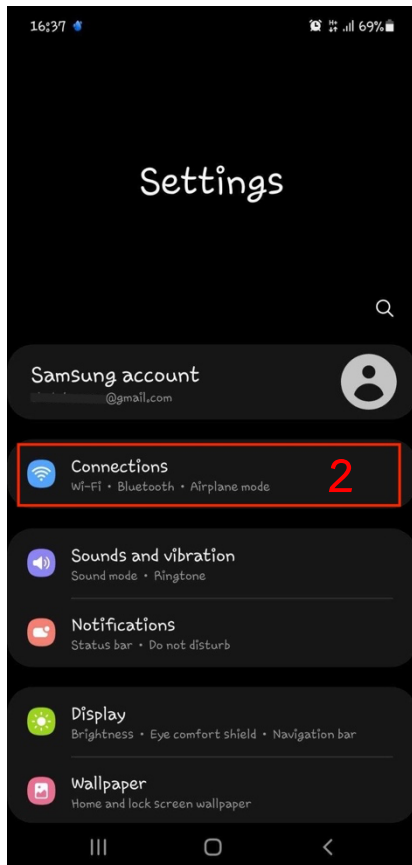 16:37 69%
Settings
Samsung account
@gmail.com
Connections
Wi-Fi • Bluetooth • Airplane mode
2
Sounds and vibration
Sound mode • Ringtone
Notifications
Status bar • Do not disturb
Display
Brightness • Eye comfort shield • Navigation bar
Wallpaper
Home and lock screen wallpaper